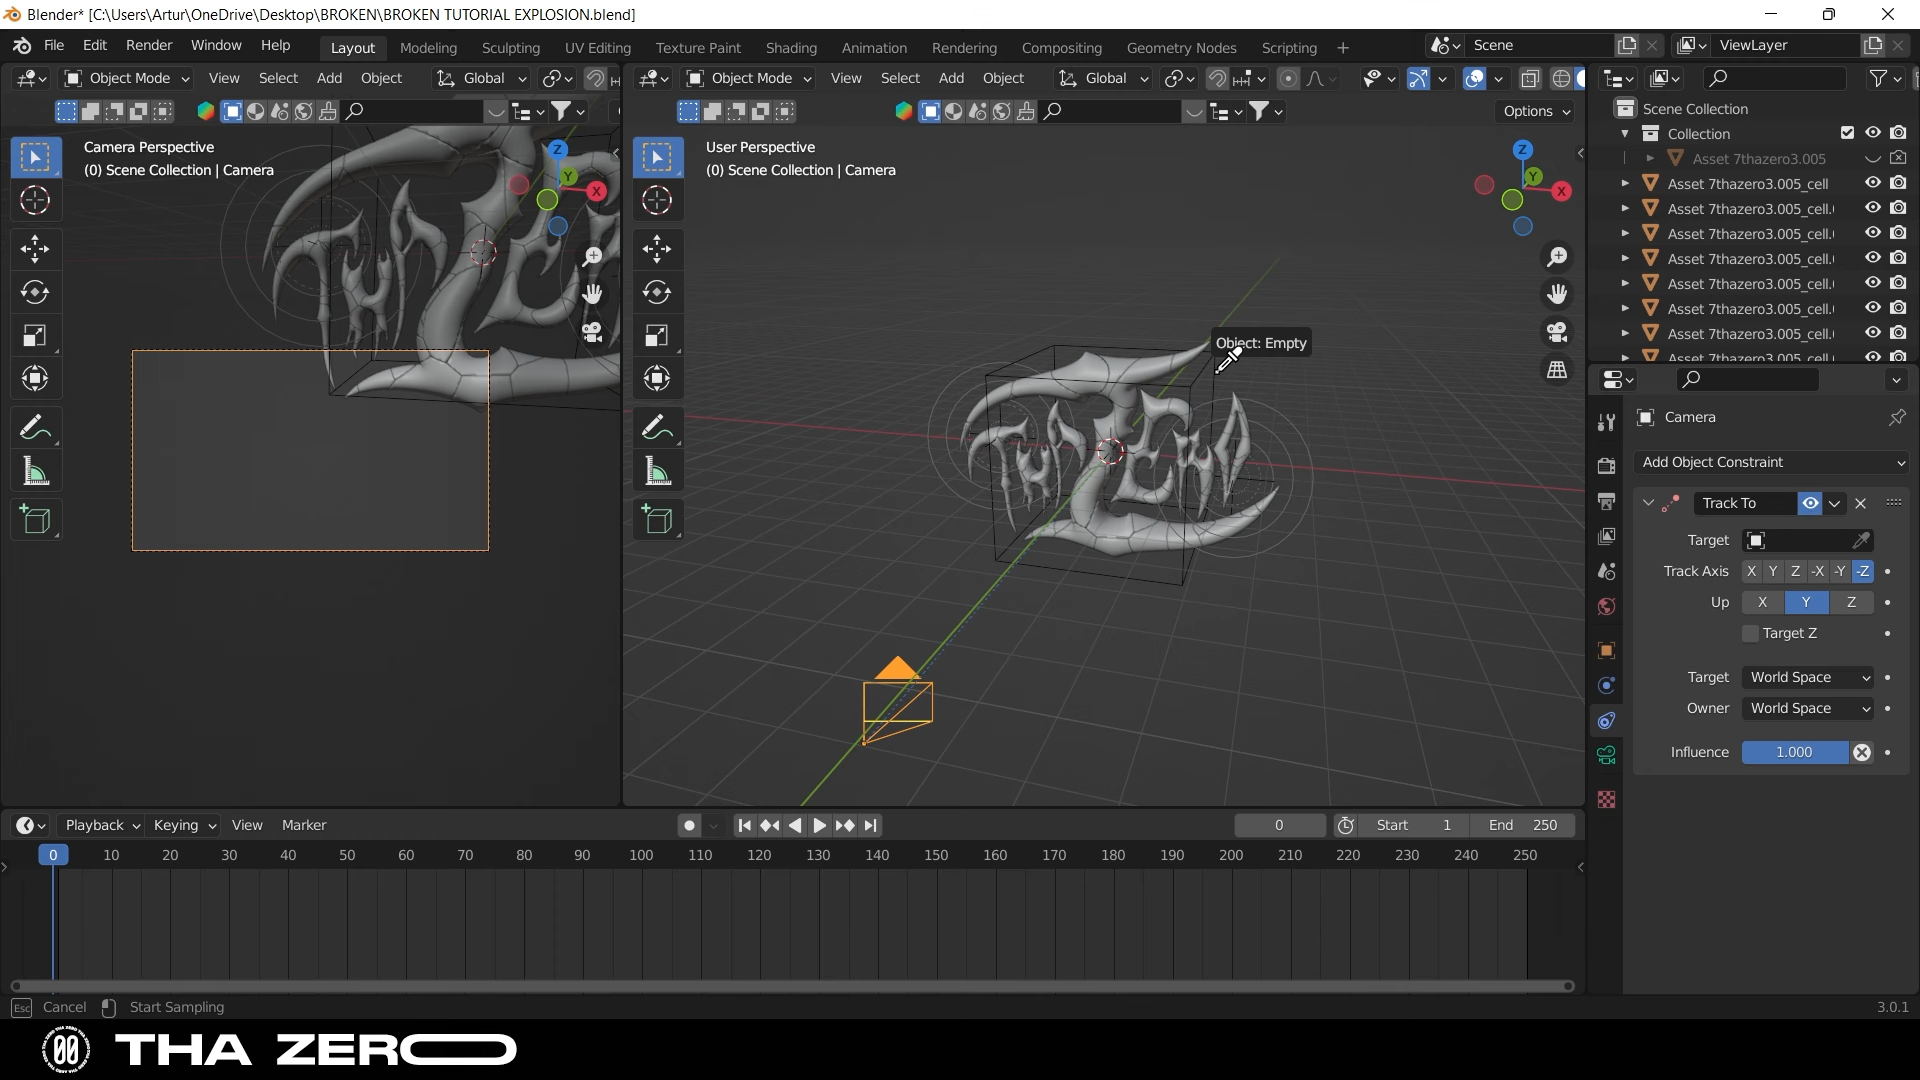 Blender* [C:\Users\Artur\OneDrive\Desktop\BROKEN\BROKEN TUTORIAL EXPLOSION.blend]
File Edit Render Window Help Layout Modeling Sculpting UV Editing Texture Paint Shading Animation Rendering Compositing Geometry Nodes Scripting + Scene ViewLayer
Object Mode View Select Add Object Global
Object Mode View Select Add Object Global
Options
Camera Perspective
(0) Scene Collection | Camera
User Perspective
(0) Scene Collection | Camera
Z
Y
X
Z
Y
X
Object: Empty
Scene Collection
Collection
Asset 7thazero3.005
Asset 7thazero3.005_cell
Asset 7thazero3.005_cell.
Asset 7thazero3.005_cell.
Asset 7thazero3.005_cell.
Asset 7thazero3.005_cell.
Asset 7thazero3.005_cell.
Asset 7thazero3.005_cell.
Asset 7thazero3.005_cell.
Camera
Add Object Constraint
Track To
Target
Track Axis X Y Z -X -Y -Z
Up X Y Z
Target Z
Target World Space
Owner World Space
Influence 1.000
Playback Keying View Marker 0 Start 1 End 250
0 10 20 30 40 50 60 70 80 90 100 110 120 130 140 150 160 170 180 190 200 210 220 230 240 250
Esc Cancel Start Sampling 3.0.1
THA ZERO